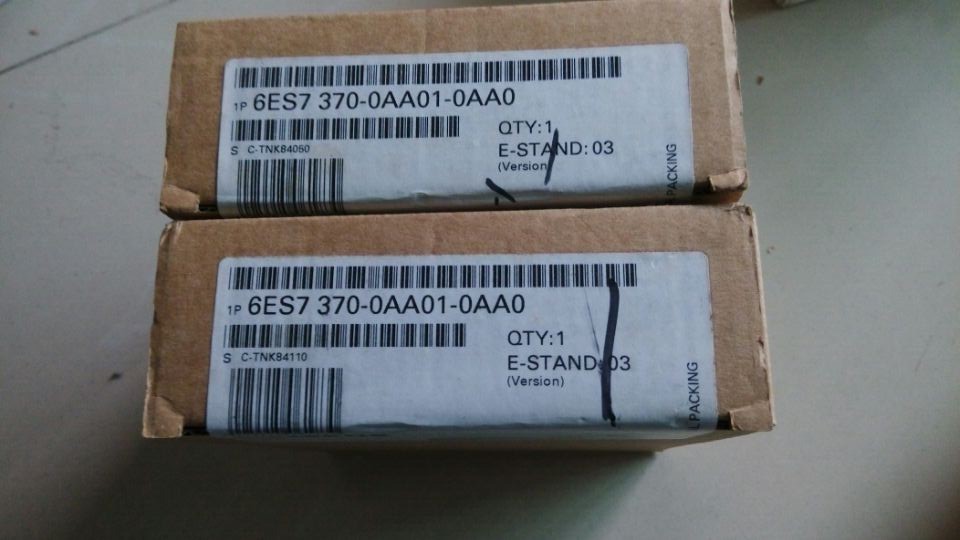 1P 6ES7 370-0AA01-0AA0
S C-TNK84050
QTY:1
E-STAND: 03
(Version)
PACKING
1P 6ES7 370-0AA01-0AA0
S C-TNK84110
QTY:1
E-STAND:03
(Version)
LPACKING